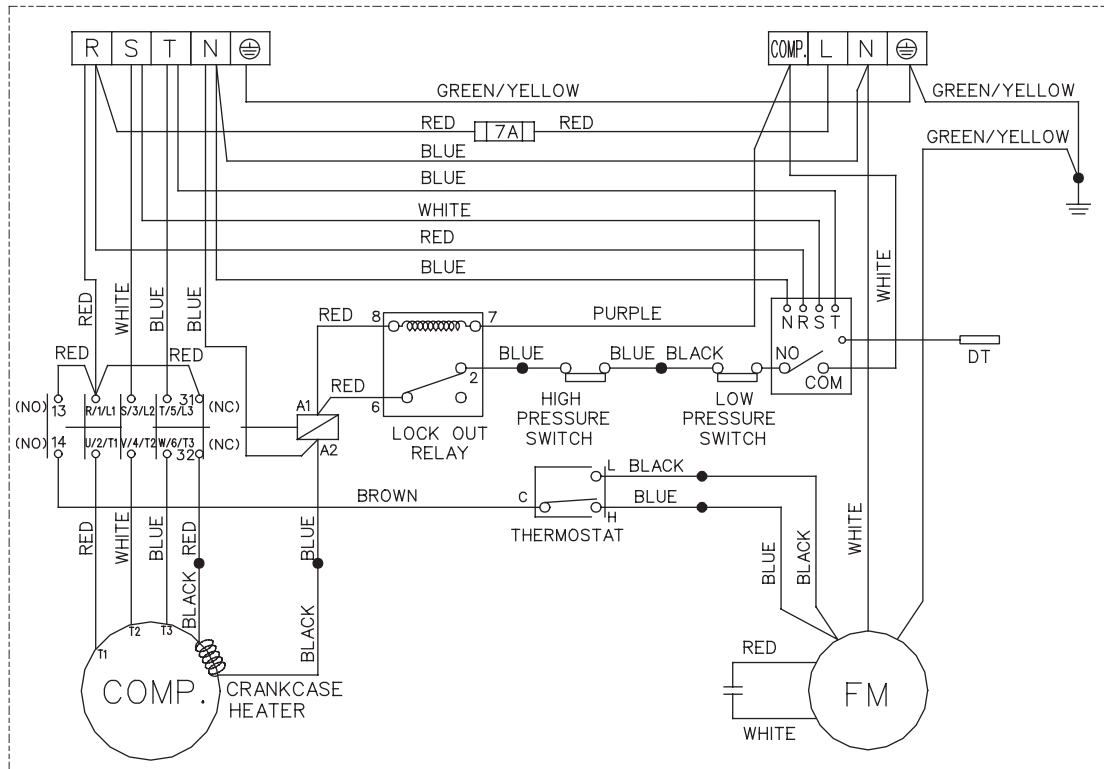 R S T N
COMP. L N
GREEN/YELLOW
GREEN/YELLOW
RED 7A RED
BLUE
GREEN/YELLOW
BLUE
WHITE
RED
BLUE
RED
WHITE
BLUE
BLUE
WHITE
N R S T
RED 8 7 PURPLE
NO
COM
DT
RED RED
BLUE BLUE BLACK
2
RED 6
HIGH
PRESSURE
SWITCH
LOW
PRESSURE
SWITCH
LOCK OUT
RELAY
(NO) 13 R/1/L1 S/3/L2 T/5/L3 31 (NC)
A1
(NO) 14 U/2/T1 V/4/T2 W/6/T3 32 (NC)
A2
L BLACK
BROWN C BLUE
H
THERMOSTAT
RED
WHITE
BLUE
RED
BLACK
BLUE
BLACK
BLUE
BLACK
WHITE
T1
T2
T3
COMP.
CRANKCASE
HEATER
RED
WHITE
FM